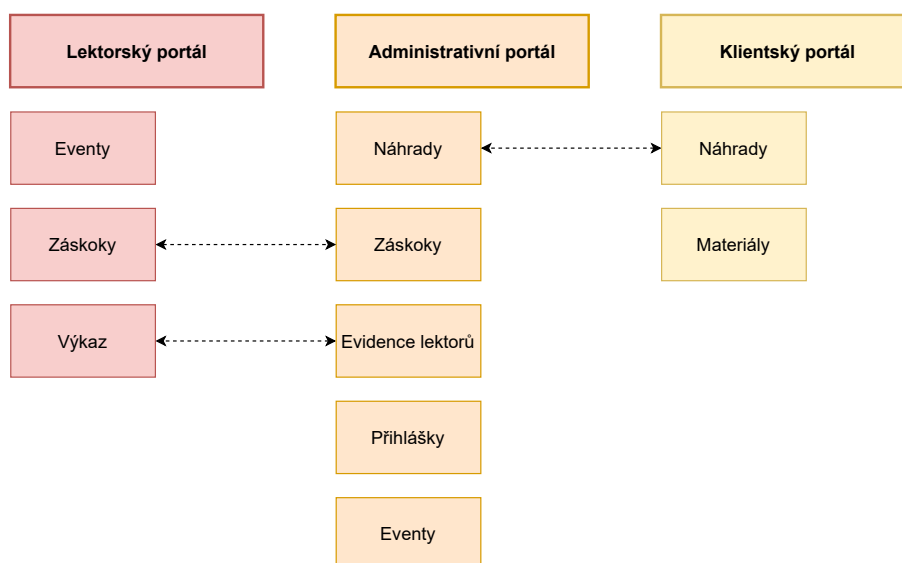 Lektorský portál
Administrativní portál
Klientský portál
Eventy
Náhrady
Náhrady
Záskoky
Záskoky
Materiály
Výkaz
Evidence lektorů
Přihlášky
Eventy